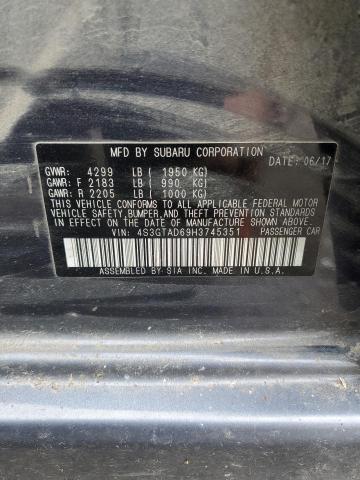 MFD BY SUBARU CORPORATION DATE 06/17
GVWR: 4299 LB ( 1950 KG)
GAWR: F 2183 LB ( 990 KG)
GAWR: R 2205 LB ( 1000 KG)
THIS VEHICLE CONFORMS TO ALL APPLICABLE FEDERAL MOTOR
VEHICLE SAFETY, BUMPER, AND THEFT PREVENTION STANDARDS
IN EFFECT ON THE DATE OF MANUFACTURE SHOWN ABOVE.
VIN: 4S3GTAD69H3745351 PASSENGER CAR
ASSEMBLED BY SIA INC. MADE IN U.S.A.